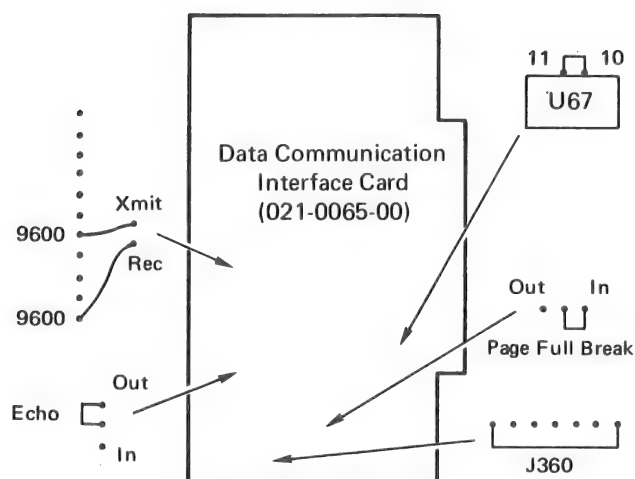 11
10
U67
Data Communication
Interface Card
(021-0065-00)
Xmit
9600
Rec
9600
Out
In
Page Full Break
Out
Echo
In
J360